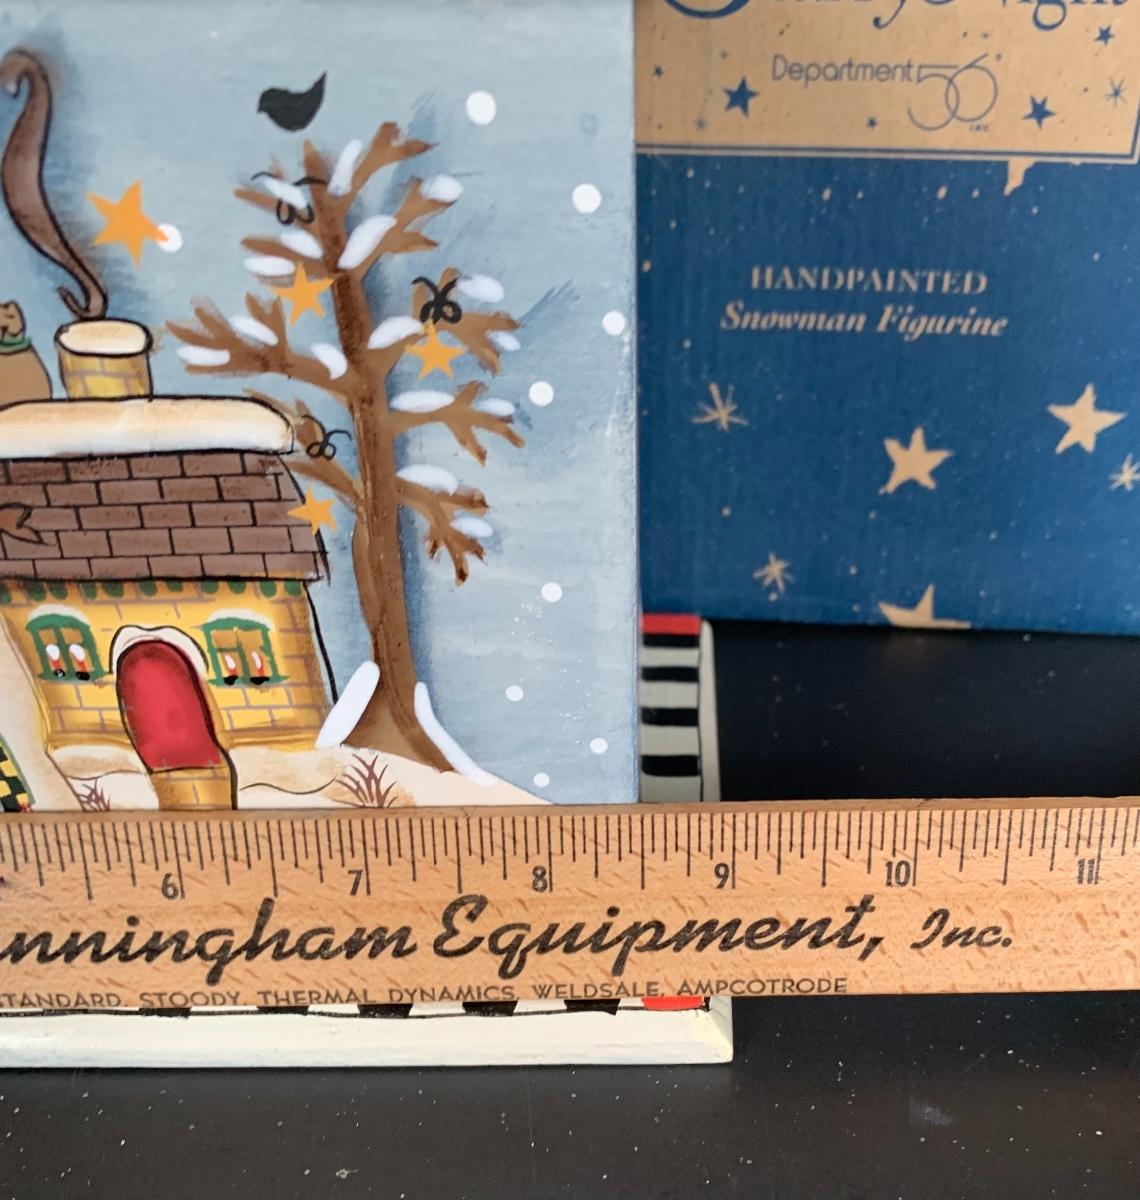 Department 56
INC.
HANDPAINTED
Snowman Figurine
6 7 8 9 10 11
nningham Equipment, Inc.
STANDARD, STOODY, THERMAL DYNAMICS, WELDSALE, AMPCOTRODE